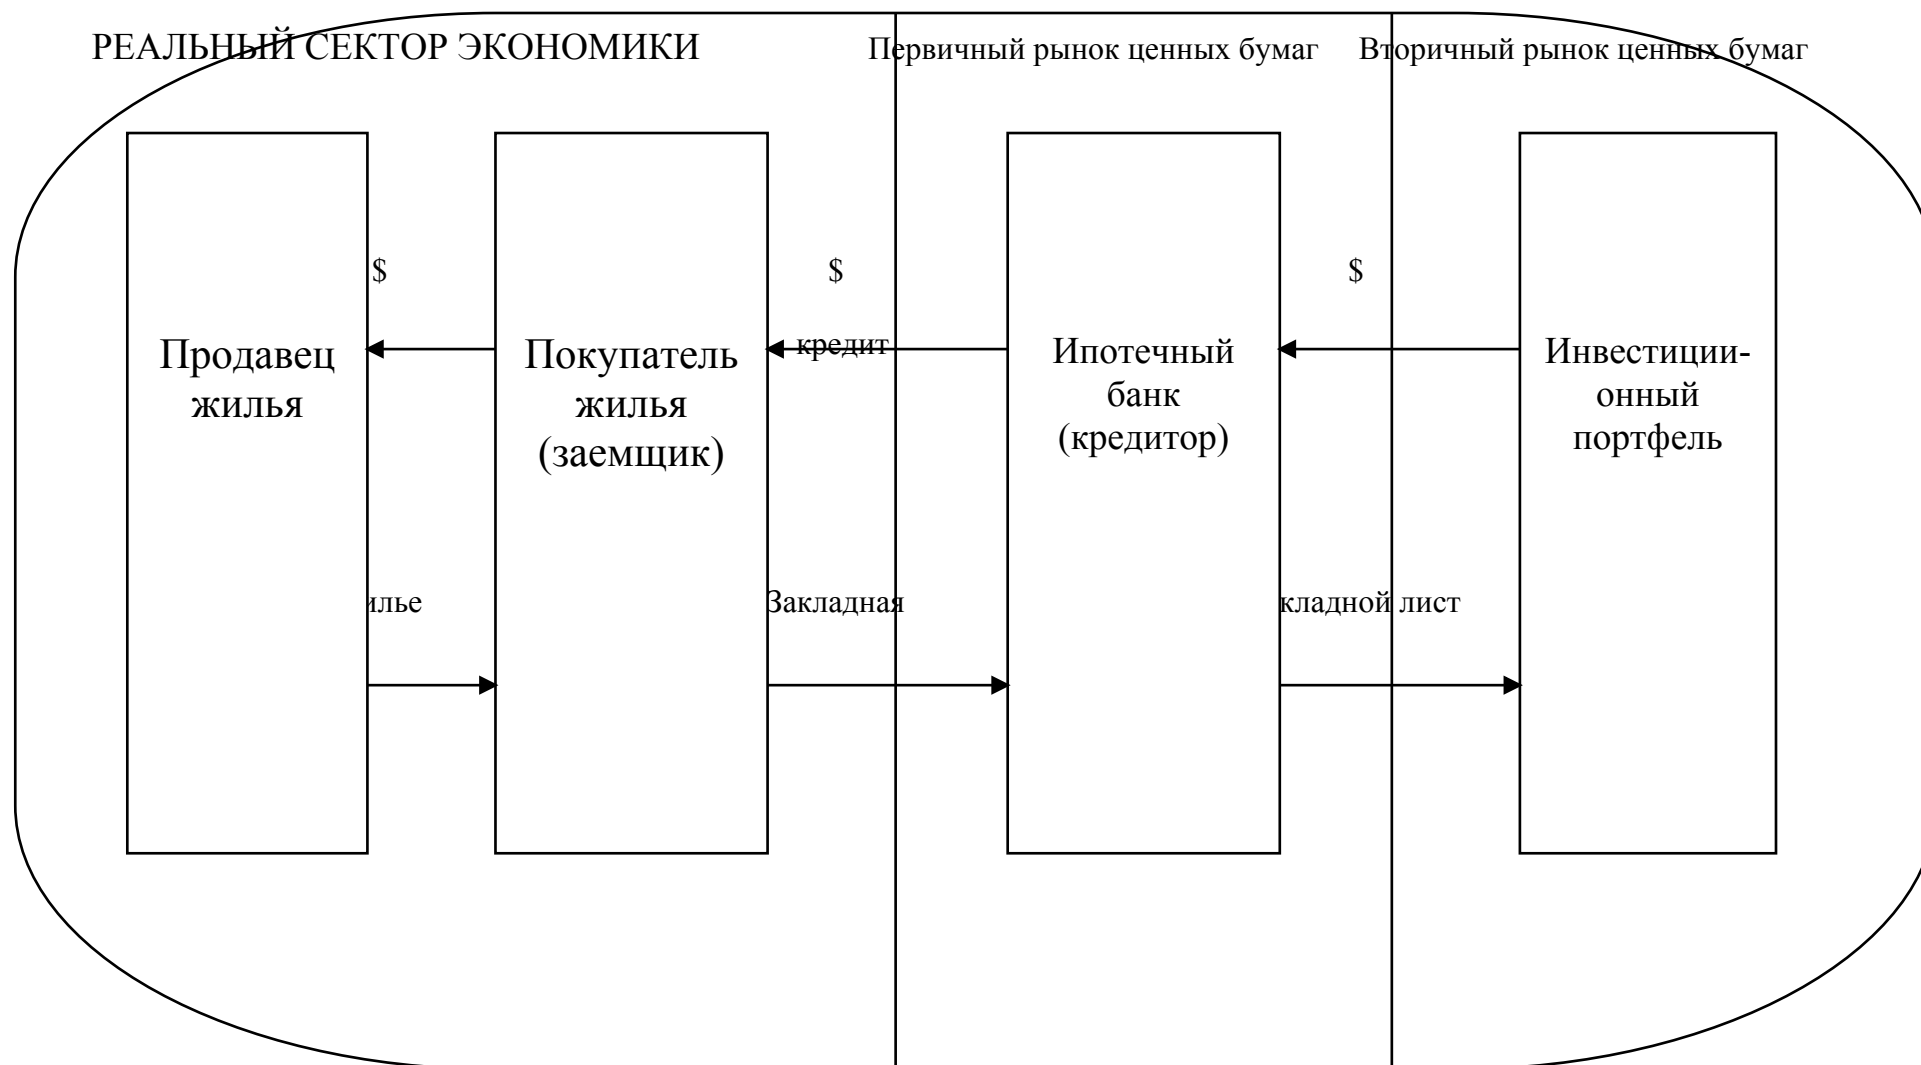 РЕАЛЬНЫЙ СЕКТОР ЭКОНОМИКИ
Первичный рынок ценных бумаг
Вторичный рынок ценных бумаг
$
$
$
Продавец
жилья
Покупатель
жилья
(заемщик)
кредит
Ипотечный
банк
(кредитор)
Инвестиции-
онный
портфель
илье
Закладная
кладной лист